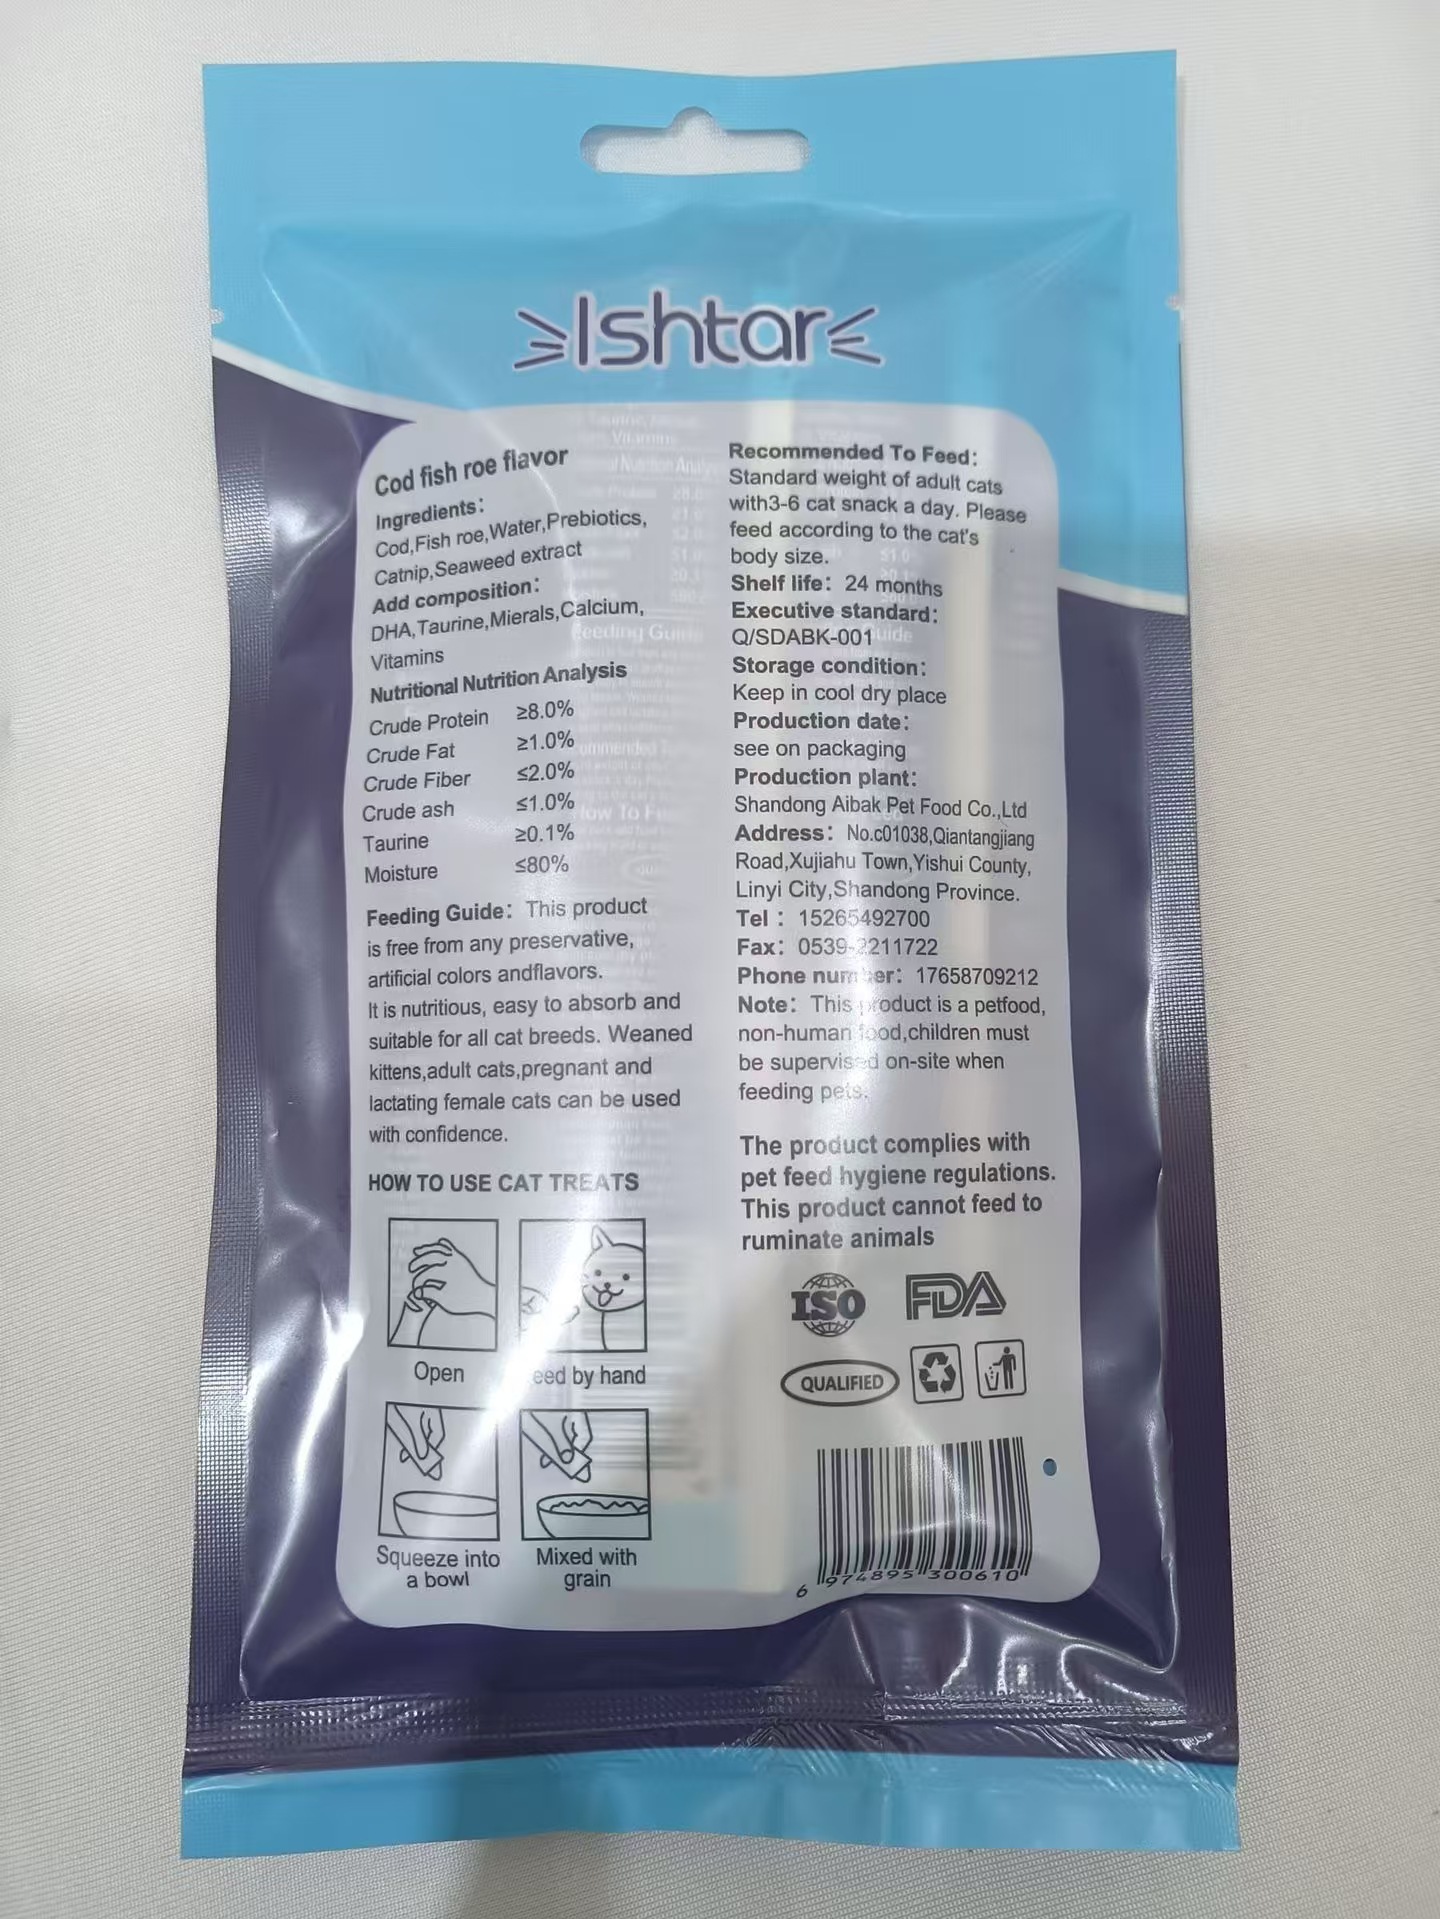 Ishtar
Cod fish roe flavor
Ingredients:
Cod,Fish roe,Water,Prebiotics,
Catnip,Seaweed extract
Add composition:
DHA,Taurine,Mierals,Calcium,
Vitamins
Nutritional Nutrition Analysis
Crude Protein ≥8.0%
Crude Fat ≥1.0%
Crude Fiber ≤2.0%
Crude ash ≤1.0%
Taurine ≥0.1%
Moisture ≤80%
Feeding Guide: This product
is free from any preservative,
artificial colors andflavors.
It is nutritious, easy to absorb and
suitable for all cat breeds. Weaned
kittens,adult cats,pregnant and
lactating female cats can be used
with confidence.
HOW TO USE CAT TREATS
Open
eed by hand
Squeeze into
a bowl
Mixed with
grain
Recommended To Feed:
Standard weight of adult cats
with3-6 cat snack a day. Please
feed according to the cat's
body size.
Shelf life: 24 months
Executive standard:
Q/SDABK-001
Storage condition:
Keep in cool dry place
Production date:
see on packaging
Production plant:
Shandong Aibak Pet Food Co.,Ltd
Address: No.c01038,Qiantangjiang
Road,Xujiahu Town,Yishui County,
Linyi City,Shandong Province.
Tel : 15265492700
Fax: 0539-2211722
Phone number: 17658709212
Note: This product is a petfood,
non-human food,children must
be supervised on-site when
feeding pets.
The product complies with
pet feed hygiene regulations.
This product cannot feed to
ruminate animals
ISO
FDA
QUALIFIED
6 974895 300610